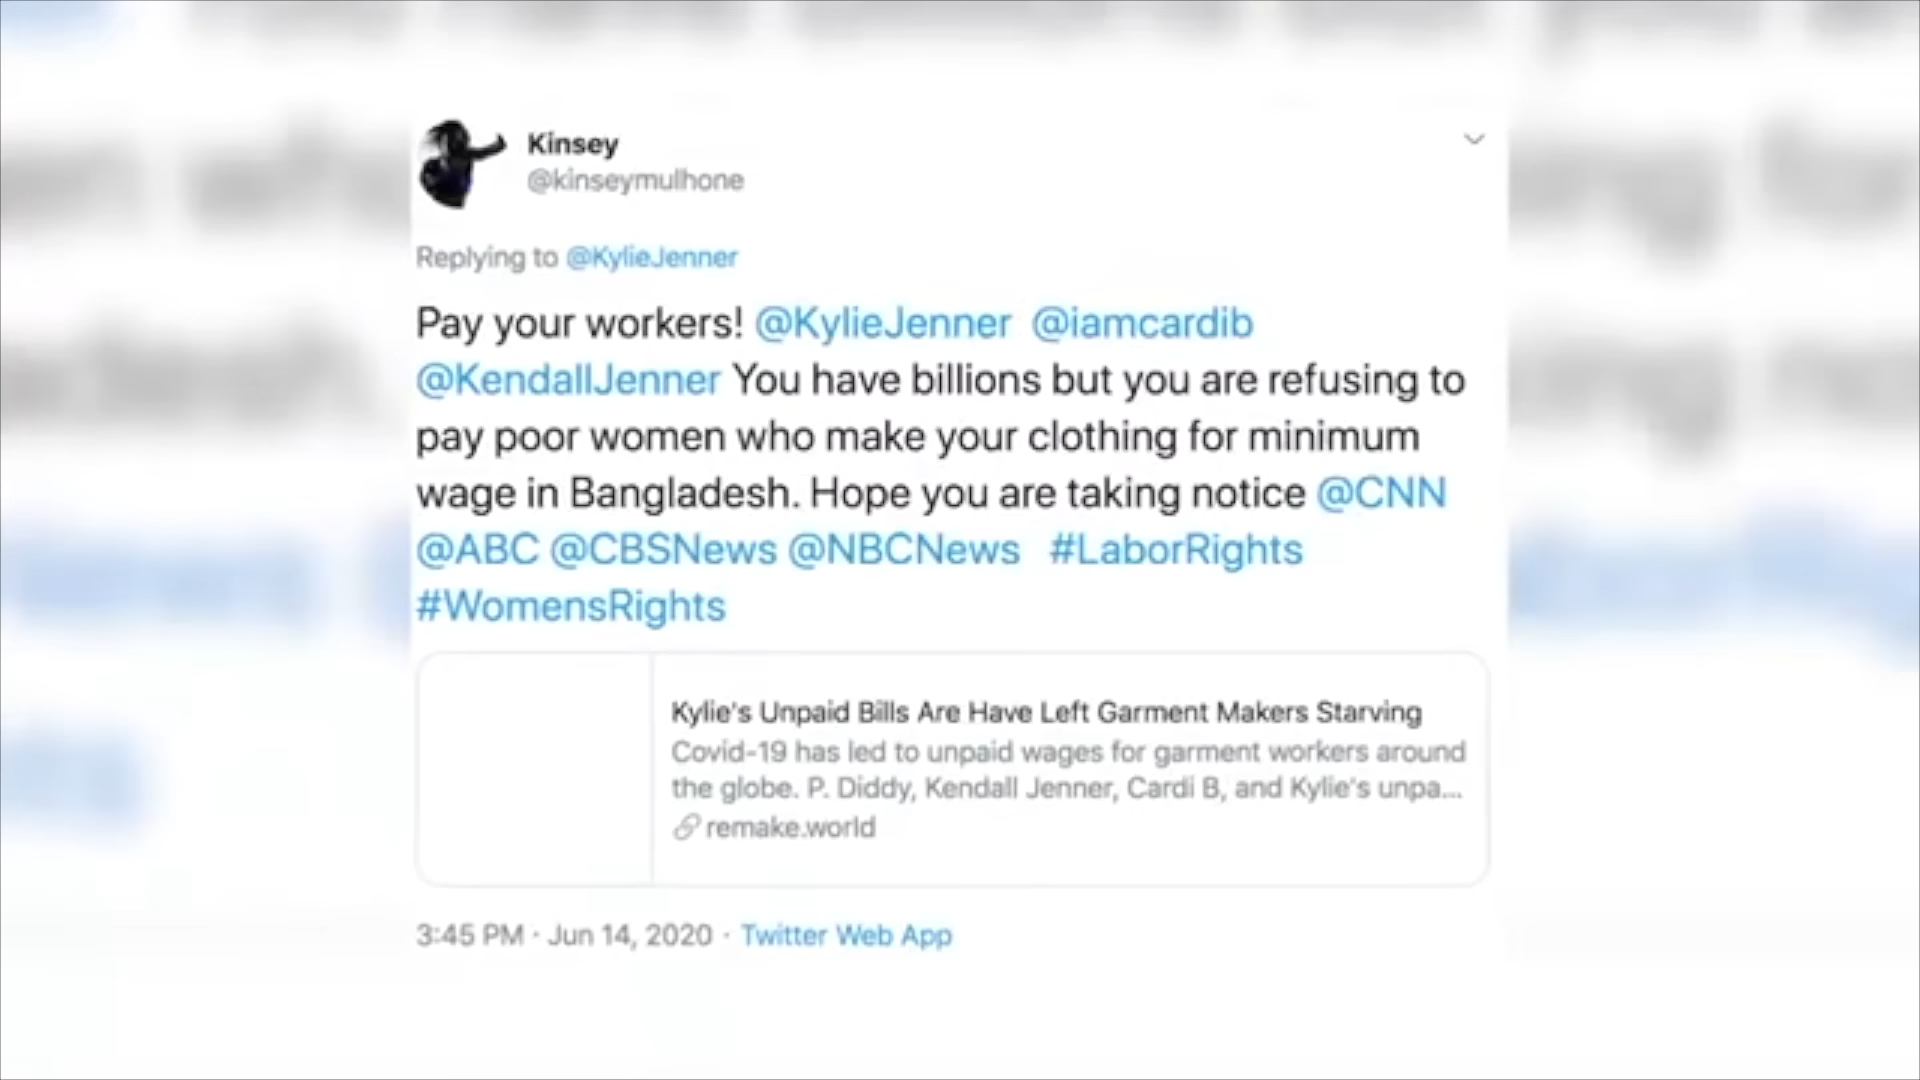 Kinsey
@kinseymulhone
Replying to @KylieJenner
Pay your workers! @KylieJenner @iamcardib
@KendallJenner You have billions but you are refusing to
pay poor women who make your clothing for minimum
wage in Bangladesh. Hope you are taking notice @CNN
@ABC @CBSNews @NBCNews #LaborRights
#WomensRights
Kylie's Unpaid Bills Are Have Left Garment Makers Starving
Covid-19 has led to unpaid wages for garment workers around
the globe. P. Diddy, Kendall Jenner, Cardi B, and Kylie's unpa...
remake.world
3:45 PM · Jun 14, 2020 · Twitter Web App